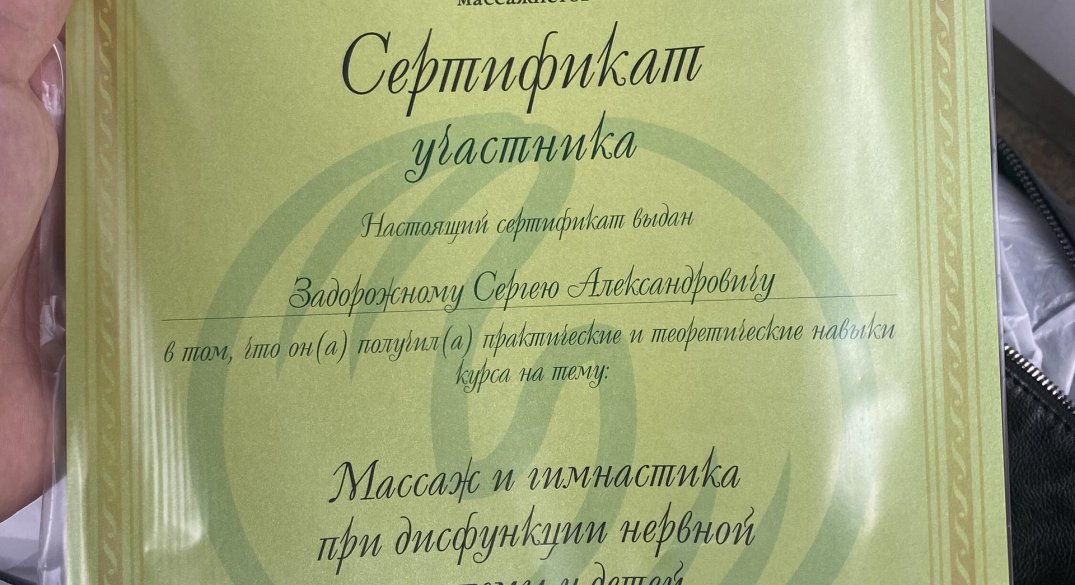 Сертификат
участника
Настоящий сертификат выдан
Задорожному Сергею Александровичу
в том, что он(а) получил(а) практические и теоретические навыки
курса на тему:
Массаж и гимнастика
при дисфункции нервной
и детей